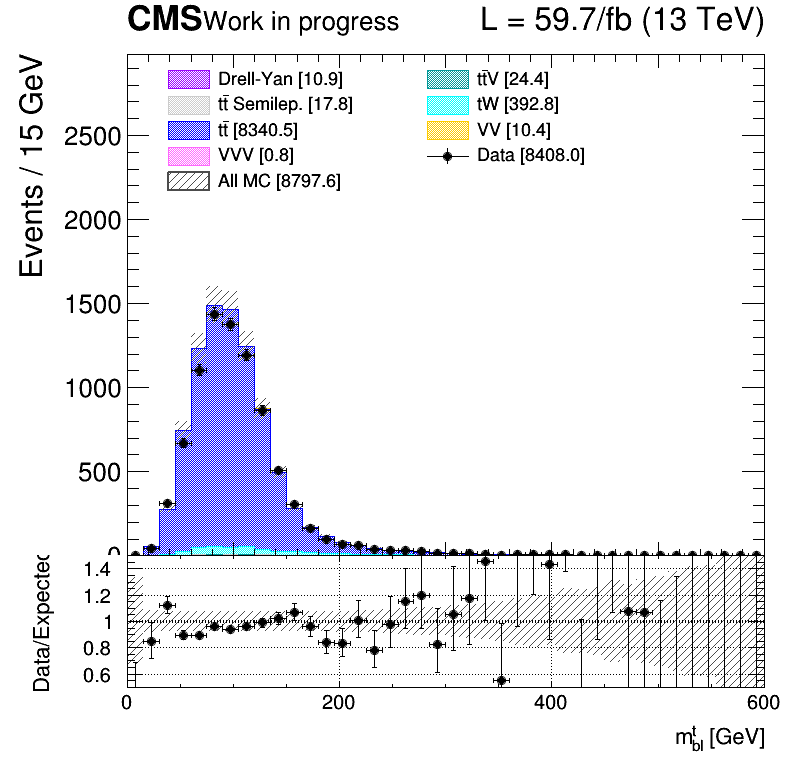 CMS Work in progress L = 59.7/fb (13 TeV)
Events / 15 GeV
2500
2000
1500
1000
500
0
Drell-Yan [10.9]
tt̄ Semilep. [17.8]
tt̄ [8340.5]
VVV [0.8]
All MC [8797.6]
tt̄V [24.4]
tW [392.8]
VV [10.4]
Data [8408.0]
Data/Expected
1.4
1.2
1
0.8
0.6
0 200 400 600
m^t_bl [GeV]